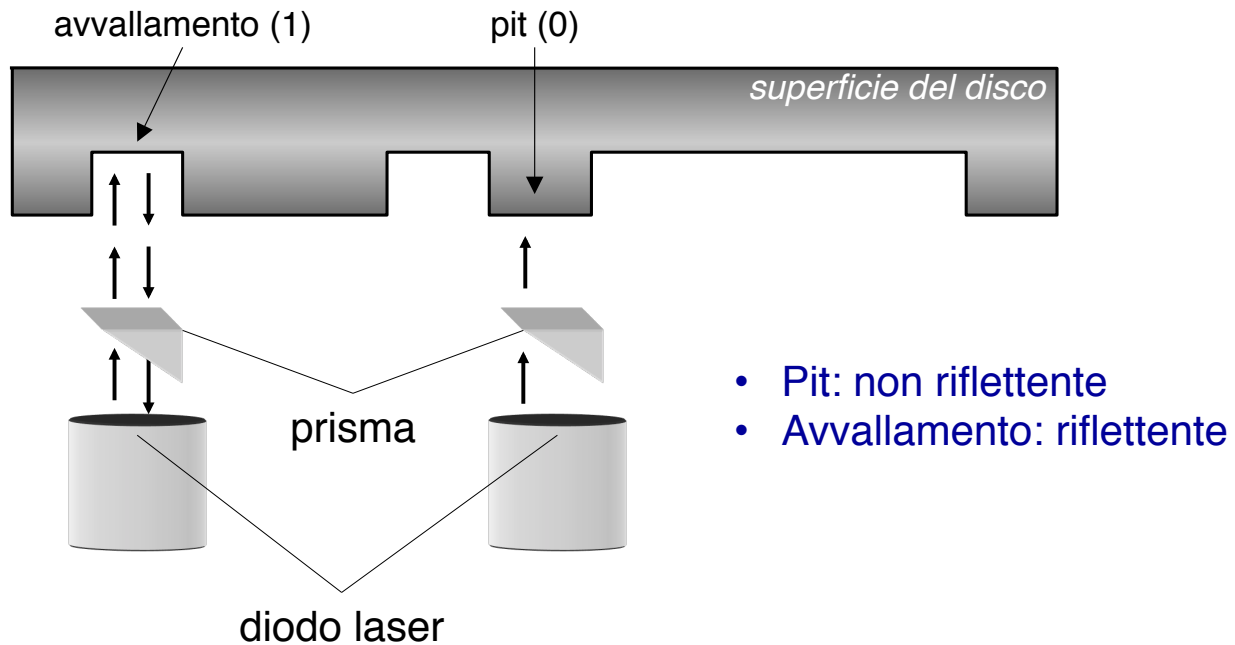 avvallamento (1)
pit (0)
superficie del disco
prisma
• Pit: non riflettente
• Avvallamento: riflettente
diodo laser